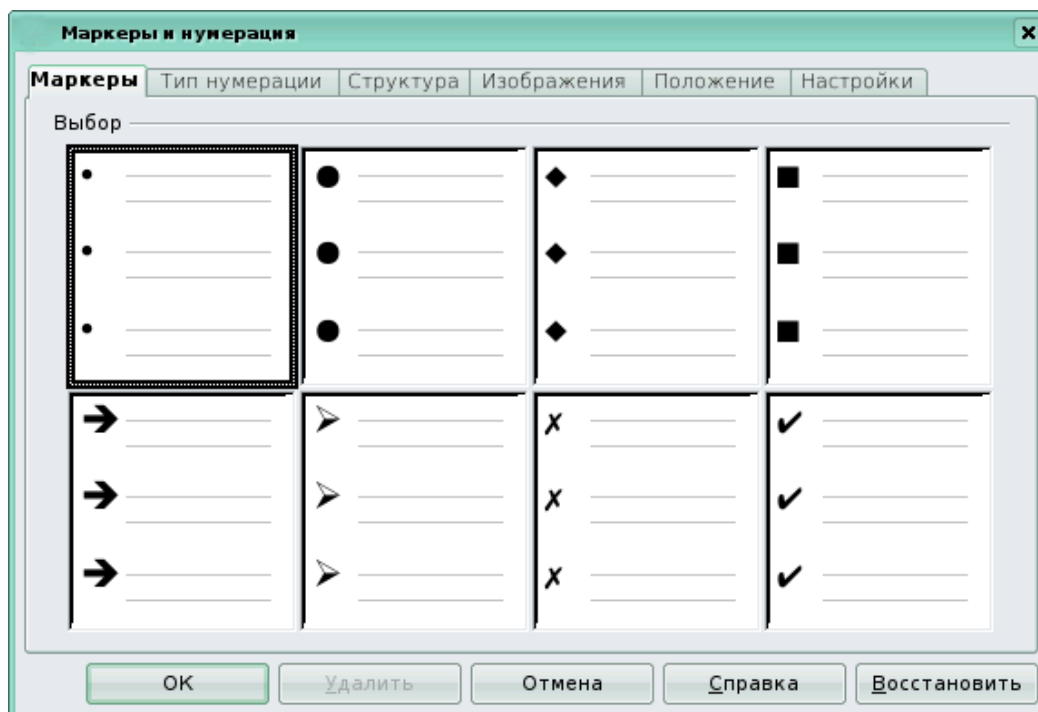 Маркеры и нумерация
Маркеры Тип нумерации Структура Изображения Положение Настройки
Выбор
OK Удалить Отмена Справка Восстановить